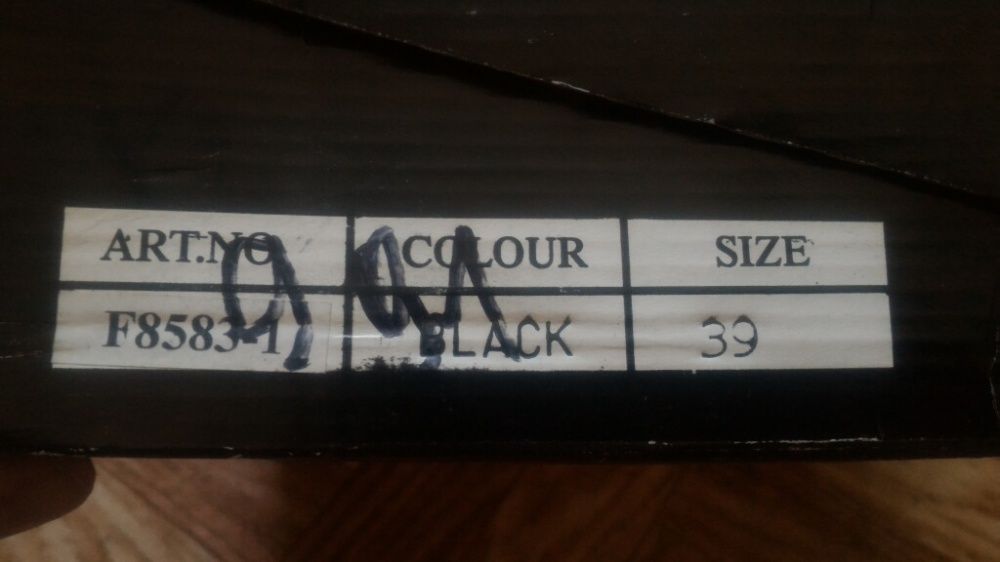 ART.NO COLOUR SIZE
F8583-1 BLACK 39